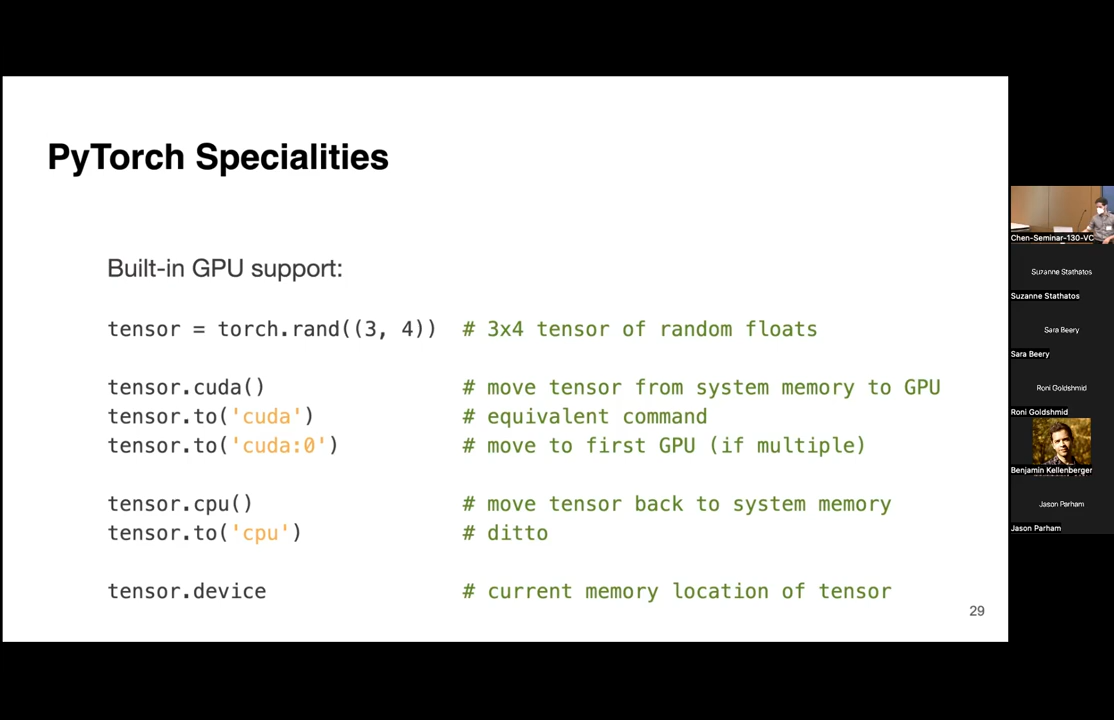 PyTorch Specialities
Built-in GPU support:
tensor = torch.rand((3, 4)) # 3x4 tensor of random floats
tensor.cuda() # move tensor from system memory to GPU
tensor.to('cuda') # equivalent command
tensor.to('cuda:0') # move to first GPU (if multiple)
tensor.cpu() # move tensor back to system memory
tensor.to('cpu') # ditto
tensor.device # current memory location of tensor
29
Chen-Seminar-130-VC
Suzanne Stathatos
Suzanne Stathatos
Sara Beery
Sara Beery
Roni Goldshmid
Roni Goldshmid
Benjamin Kellenberger
Jason Parham
Jason Parham